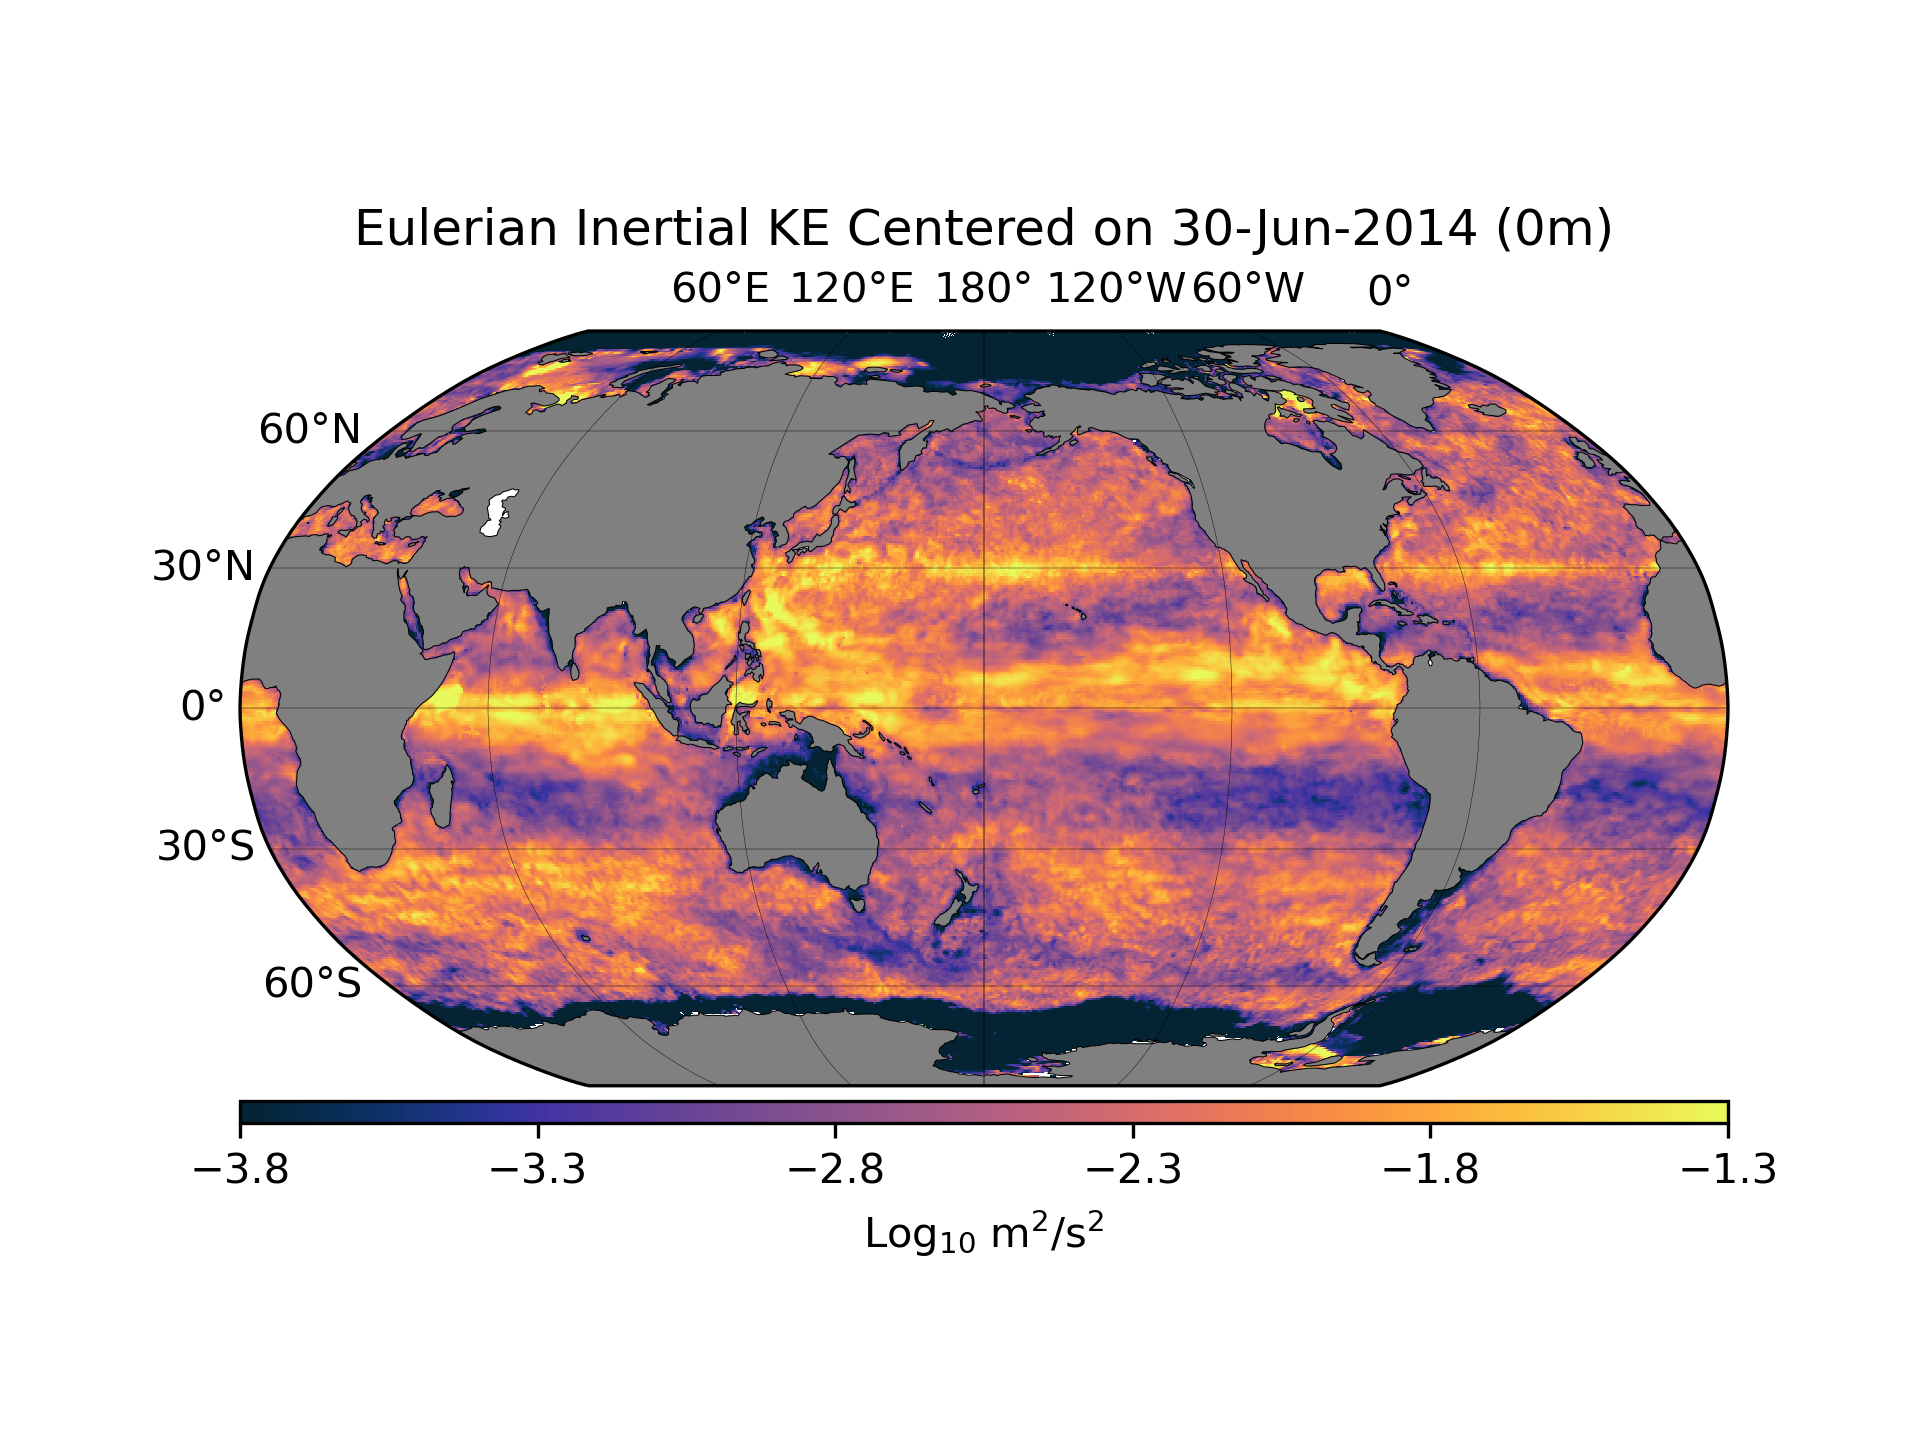 Eulerian Inertial KE Centered on 30-Jun-2014 (0m)
60°E 120°E 180° 120°W 60°W 0°
60°N
30°N
0°
30°S
60°S
−3.8 −3.3 −2.8 −2.3 −1.8 −1.3
Log₁₀ m²/s²